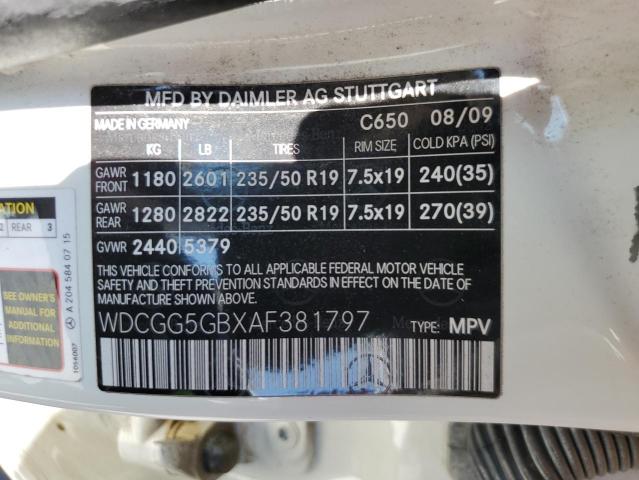 MFD BY DAIMLER AG STUTTGART
MADE IN GERMANY C650 08/09
KG LB TIRES RIM SIZE COLD KPA (PSI)
GAWR FRONT 1180 2601 235/50 R19 7.5x19 240(35)
GAWR REAR 1280 2822 235/50 R19 7.5x19 270(39)
GVWR 2440 5379
THIS VEHICLE CONFORMS TO ALL APPLICABLE FEDERAL MOTOR VEHICLE
SAFETY AND THEFT PREVENTION STANDARDS IN EFFECT ON THE DATE
OF MANUFACTURE SHOWN ABOVE.
WDCGG5GBXAF381797 TYPE: MPV
REAR 3
SEE OWNER'S
MANUAL FOR
ADDITIONAL
INFORMATION
A 204 584 07 15
1056007